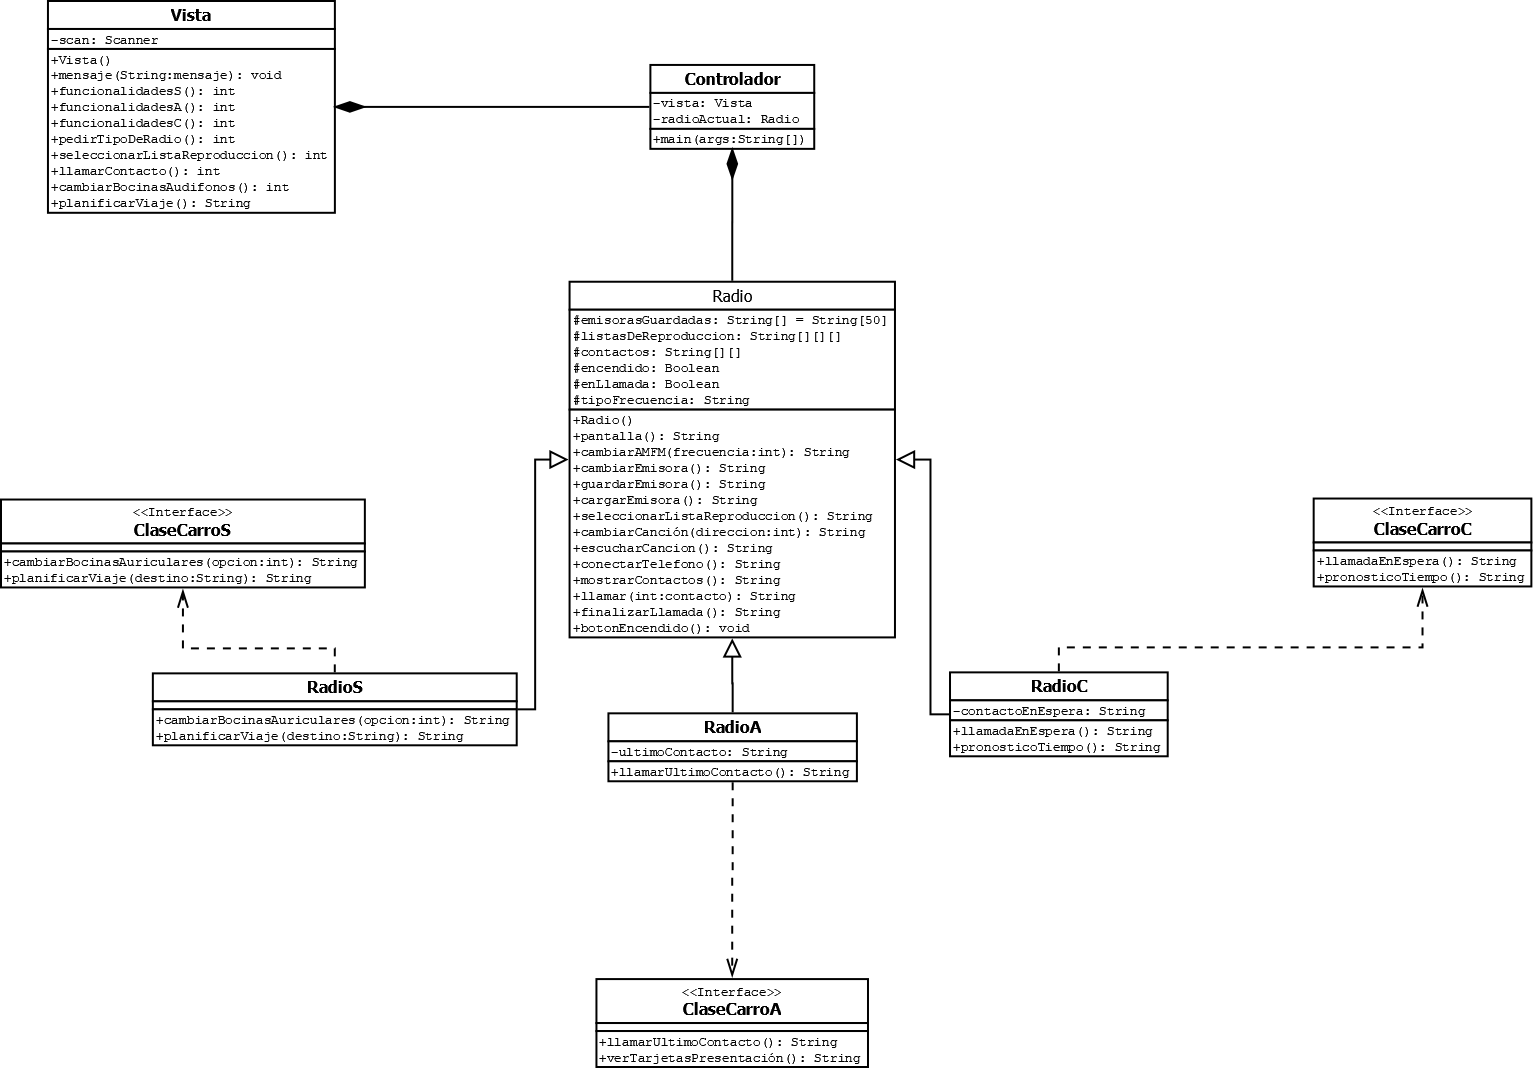 Vista
-scan: Scanner
+Vista()
+mensaje(String:mensaje): void
+funcionalidadesS(): int
+funcionalidadesA(): int
+funcionalidadesC(): int
+pedirTipoDeRadio(): int
+seleccionarListaReproduccion(): int
+llamarContacto(): int
+cambiarBocinasAudifonos(): int
+planificarViaje(): String
Controlador
-vista: Vista
-radioActual: Radio
+main(args:String[])
Radio
#emisorasGuardadas: String[] = String[50]
#listasDeReproduccion: String[][][]
#contactos: String[][]
#encendido: Boolean
#enLlamada: Boolean
#tipoFrecuencia: String
+Radio()
+pantalla(): String
+cambiarAMFM(frecuencia:int): String
+cambiarEmisora(): String
+guardarEmisora(): String
+cargarEmisora(): String
+seleccionarListaReproduccion(): String
+cambiarCanción(direccion:int): String
+escucharCancion(): String
+conectarTelefono(): String
+mostrarContactos(): String
+llamar(int:contacto): String
+finalizarLlamada(): String
+botonEncendido(): void
<<Interface>>
ClaseCarroS
+cambiarBocinasAuriculares(opcion:int): String
+planificarViaje(destino:String): String
<<Interface>>
ClaseCarroC
+llamadaEnEspera(): String
+pronosticoTiempo(): String
RadioS
+cambiarBocinasAuriculares(opcion:int): String
+planificarViaje(destino:String): String
RadioA
-ultimoContacto: String
+llamarUltimoContacto(): String
RadioC
-contactoEnEspera: String
+llamadaEnEspera(): String
+pronosticoTiempo(): String
<<Interface>>
ClaseCarroA
+llamarUltimoContacto(): String
+verTarjetasPresentación(): String